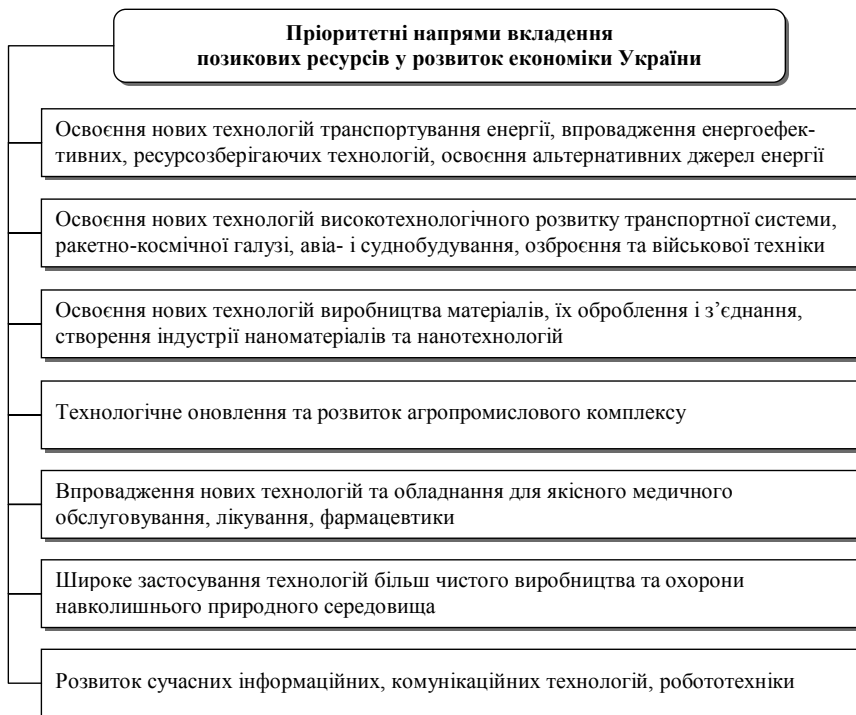 Пріоритетні напрями вкладення
позикових ресурсів у розвиток економіки України
Освоєння нових технологій транспортування енергії, впровадження енергоефек-
тивних, ресурсозберігаючих технологій, освоєння альтернативних джерел енергії
Освоєння нових технологій високотехнологічного розвитку транспортної системи,
ракетно-космічної галузі, авіа- і суднобудування, озброєння та військової техніки
Освоєння нових технологій виробництва матеріалів, їх оброблення і з’єднання,
створення індустрії наноматеріалів та нанотехнологій
Технологічне оновлення та розвиток агропромислового комплексу
Впровадження нових технологій та обладнання для якісного медичного
обслуговування, лікування, фармацевтики
Широке застосування технологій більш чистого виробництва та охорони
навколишнього природного середовища
Розвиток сучасних інформаційних, комунікаційних технологій, робототехніки